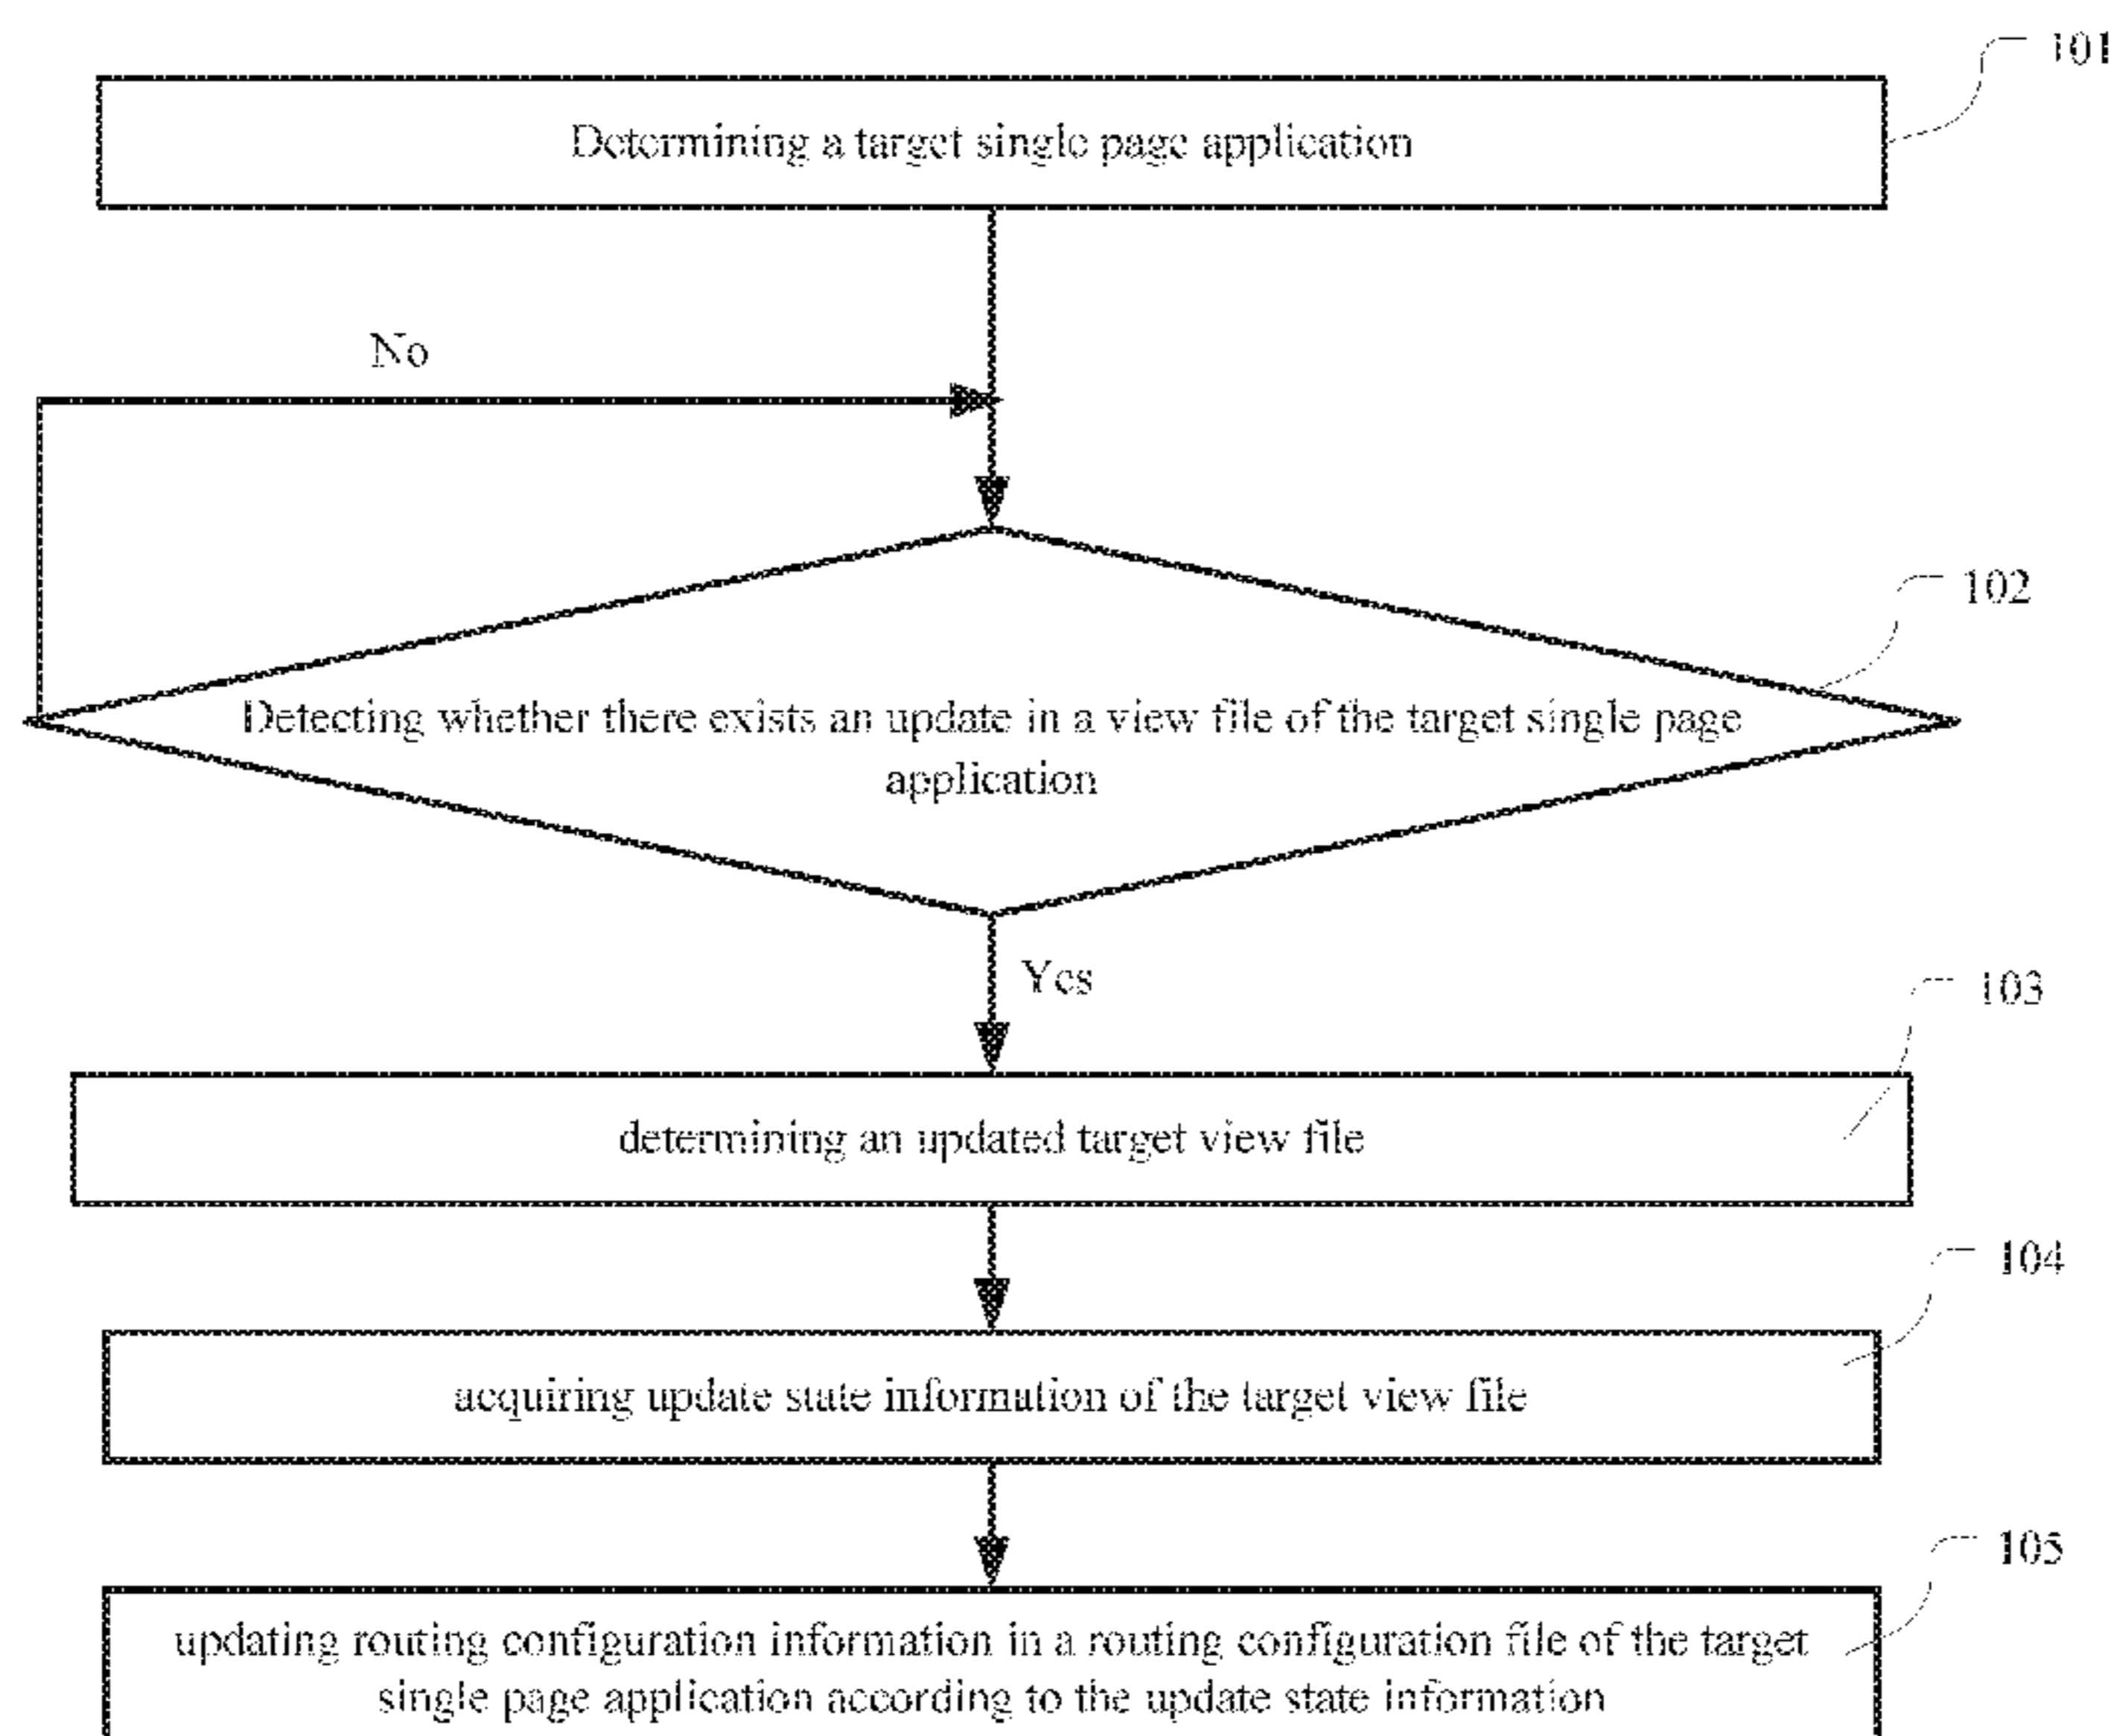 101
Determining a target single page application
No
102
Detecting whether there exists an update in a view file of the target single page
application
Yes
103
determining an updated target view file
104
acquiring update state information of the target view file
105
updating routing configuration information in a routing configuration file of the target
single page application according to the update state information